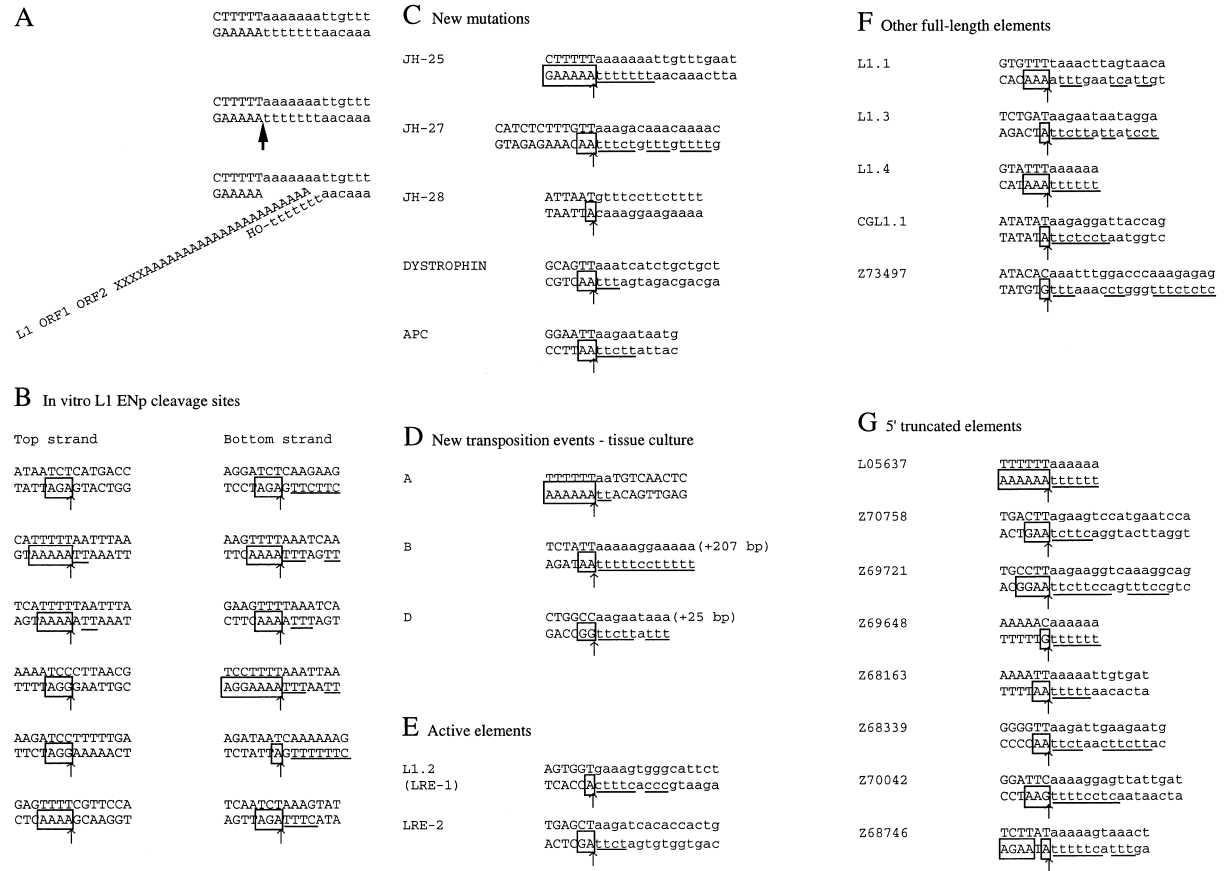 A
CTTTTTaaaaaaattgttt
GAAAAAtttttttaacaaa
CTTTTTaaaaaaattgttt
GAAAAAtttttttaacaaa
CTTTTTaaaaaaattgttt
GAAAAA
aacaaa
HO-ttttttt
L1 ORF1 ORF2 XXXXAAAAAAAAAAAAAAAAAAAAA
B In vitro L1 ENp cleavage sites
Top strand
Bottom strand
ATAATCTCATGACC
TATTAGAGTACTGG
AGGATCTCAAGAAG
TCCTAGAGTTCTTC
CATTTTTAATTTAA
GTAAAAATTAAATT
AAGTTTTAAATCAA
TTCAAAATTTAGTT
TCATTTTTAATTTA
AGTAAAAATTAAAT
GAAGTTTTAAATCA
CTTCAAAATTTAGT
AAAATCCCTTAACG
TTTTAGGGAATTGC
TCCTTTTAAATTAA
AGGAAAATTTAATT
AAGATCCTTTTTGA
TTCTAGGAAAAACT
AGATAATCAAAAAAG
TCTATTAGTTTTTTC
GAGTTTTCGTTCCA
CTCAAAAGCAAGGT
TCAATCTAAAGTAT
AGTTAGATTTCATA
C New mutations
JH-25
CTTTTTaaaaaaattgtttgaat
GAAAAAtttttttaacaaactta
JH-27
CATCTCTTTGTTaaagacaaacaaaac
GTAGAGAAACAAtttctgtttgttttg
JH-28
ATTAATgtttccttctttt
TAATTAcaaaggaagaaaa
DYSTROPHIN
GCAGTTaaatcatctgctgct
CGTCAAtttagtagacgacga
APC
GGAATTaagaataatg
CCTTAAttcttattac
D New transposition events - tissue culture
A
TTTTTTaaTGTCAACTC
AAAAAAttACAGTTGAG
B
TCTATTaaaaaggaaaaa(+207 bp)
AGATAAtttttccttttt
D
CTGGCCaagaataaa(+25 bp)
GACCGGttcttattt
E Active elements
L1.2
(LRE-1)
AGTGGTgaaagtgggcattct
TCACCActttcacccgtaaga
LRE-2
TGAGCTaagatcacaccactg
ACTCGAttctagtgtggtgac
F Other full-length elements
L1.1
GTGTTTtaaacttagtaaca
CACAAAatttgaatcattgt
L1.3
TCTGATaagaataatagga
AGACTAttcttattatcct
L1.4
GTATTTaaaaaa
CATAAAtttttt
CGL1.1
ATATATaagaggattaccag
TATATAttctcctaatggtc
Z73497
ATACACaaatttggacccaaagagag
TATGTGtttaaacctgggtttctctc
G 5' truncated elements
L05637
TTTTTTaaaaaa
AAAAAAtttttt
Z70758
TGACTTagaagtccatgaatcca
ACTGAAtcttcaggtacttaggt
Z69721
TGCCTTaagaaggtcaaaggcag
ACGGAAttcttccagtttccgtc
Z69648
AAAAACaaaaaa
TTTTTGtttttt
Z68163
AAAATTaaaaattgtgat
TTTTAAtttttaacacta
Z68339
GGGGTTaagattgaagaatg
CCCCAAttctaacttcttac
Z70042
GGATTCaaaaggagttattgat
CCTAAGttttcctcaataacta
Z68746
TCTTATaaaaagtaaact
AGAATAtttttcatttga